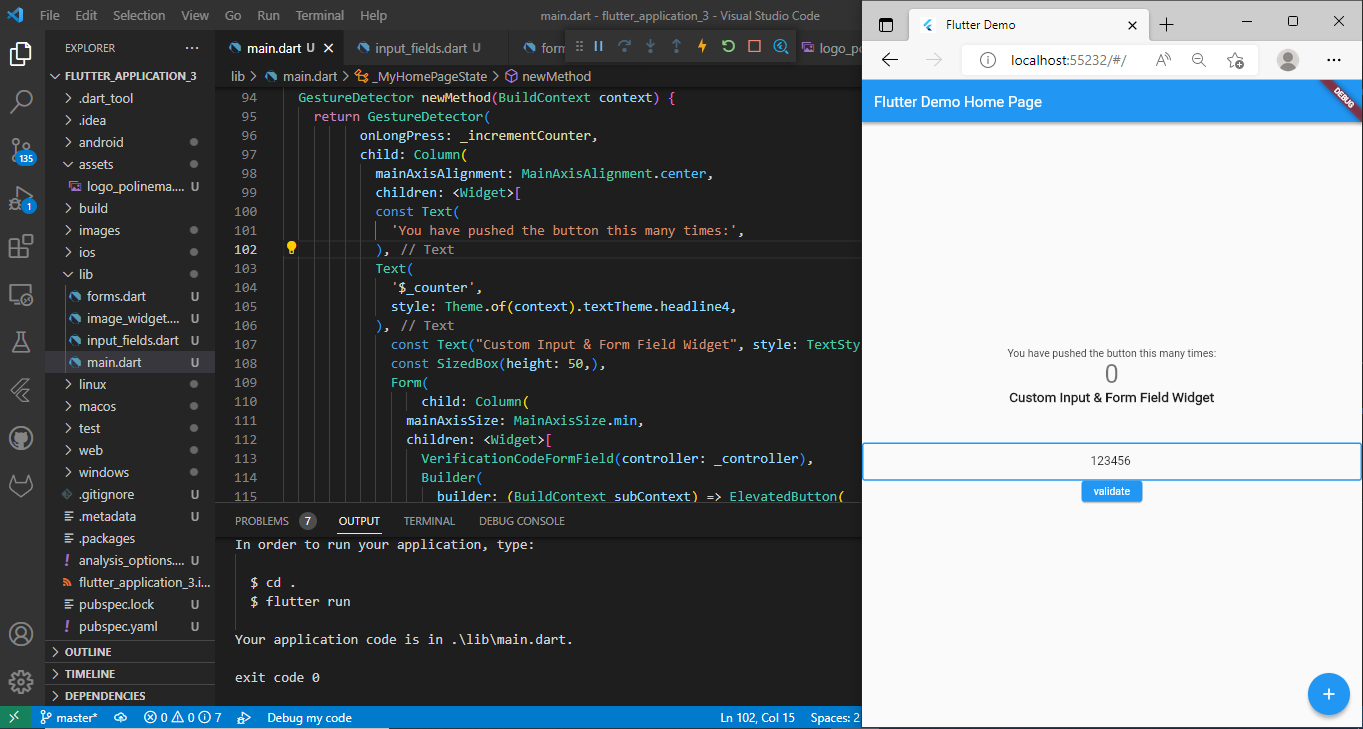 File Edit Selection View Go Run Terminal Help
main.dart - flutter_application_3 - Visual Studio Code
EXPLORER
FLUTTER_APPLICATION_3
.dart_tool
.idea
android
assets
logo_polinema.... U
build
images
ios
lib
forms.dart U
image_widget.... U
input_fields.dart U
main.dart U
linux
macos
test
web
windows
.gitignore U
.metadata U
.packages
analysis_options.... U
flutter_application_3.i...
pubspec.lock U
pubspec.yaml U
OUTLINE
TIMELINE
DEPENDENCIES
135
1
main.dart U
input_fields.dart U
form
logo_po
lib > main.dart > _MyHomePageState > newMethod
94 GestureDetector newMethod(BuildContext context) {
95 return GestureDetector(
96 onLongPress: _incrementCounter,
97 child: Column(
98 mainAxisAlignment: MainAxisAlignment.center,
99 children: <Widget>[
100 const Text(
101 'You have pushed the button this many times:',
102 ), // Text
103 Text(
104 '$_counter',
105 style: Theme.of(context).textTheme.headline4,
106 ), // Text
107 const Text("Custom Input & Form Field Widget", style: TextSty
108 const SizedBox(height: 50,),
109 Form(
110 child: Column(
111 mainAxisSize: MainAxisSize.min,
112 children: <Widget>[
113 VerificationCodeFormField(controller: _controller),
114 Builder(
115 builder: (BuildContext subContext) => ElevatedButton(
PROBLEMS 7 OUTPUT TERMINAL DEBUG CONSOLE
In order to run your application, type:
$ cd .
$ flutter run
Your application code is in .\lib\main.dart.
exit code 0
master* 0 0 7 Debug my code
Ln 102, Col 15 Spaces: 2
Flutter Demo
localhost:55232/#/
Flutter Demo Home Page
DEBUG
You have pushed the button this many times:
0
Custom Input & Form Field Widget
123456
validate